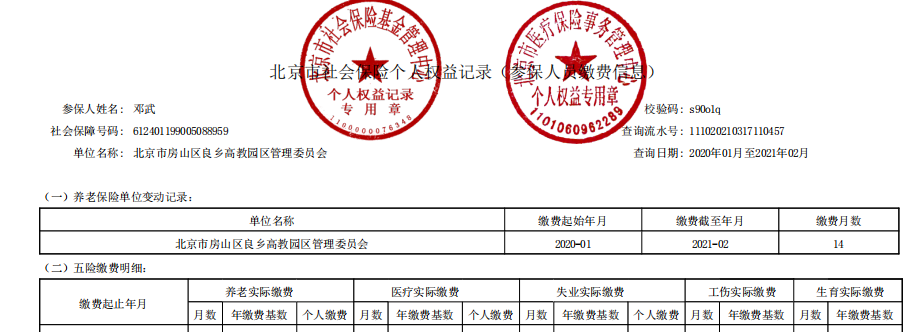 北京市社会保险基金管理中心
个人权益记录
专用章
1100000076348
北京市医疗保险事务管理中心
个人权益专用章
1101060962289
北京市社会保险个人权益记录（参保人员缴费信息）
参保人姓名: 邓武 校验码: s90olq
社会保障号码: 612401199005088959 查询流水号: 111020210317110457
单位名称: 北京市房山区良乡高教园区管理委员会 查询日期: 2020年01月至2021年02月
（一）养老保险单位变动记录:
单位名称 缴费起始年月 缴费截至年月 缴费月数
北京市房山区良乡高教园区管理委员会 2020-01 2021-02 14
（二）五险缴费明细:
缴费起止年月 养老实际缴费 医疗实际缴费 失业实际缴费 工伤实际缴费 生育实际缴费
月数 年缴费基数 个人缴费 月数 年缴费基数 个人缴费 月数 年缴费基数 个人缴费 月数 年缴费基数 月数 年缴费基数